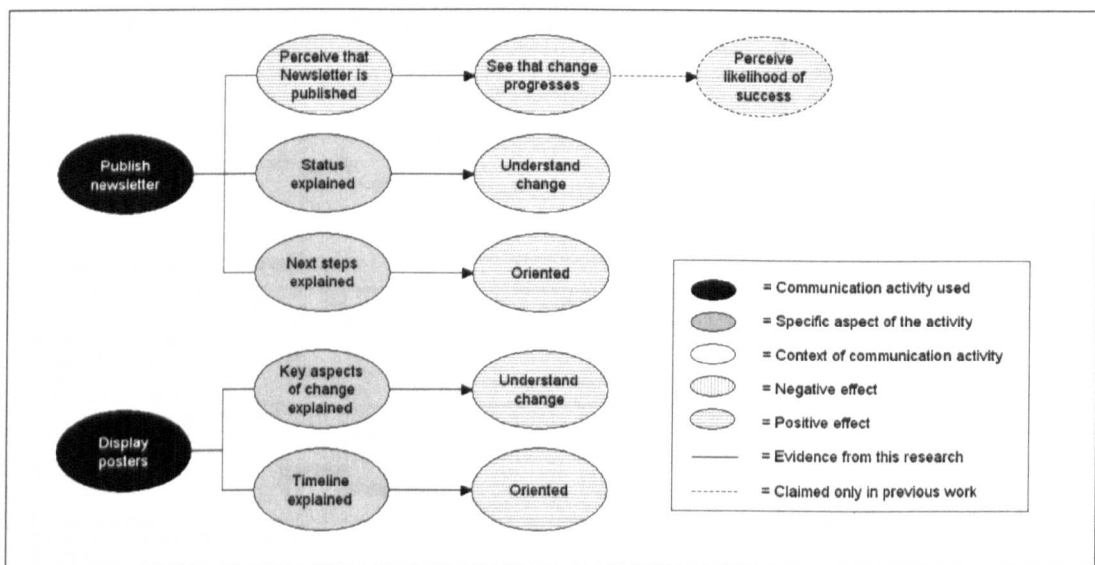 Perceive that
Newsletter is
published
See that change
progresses
Perceive
likelihood of
success
Publish
newsletter
Status
explained
Understand
change
Next steps
explained
Oriented
Key aspects
of change
explained
Understand
change
Display
posters
Timeline
explained
Oriented
= Communication activity used
= Specific aspect of the activity
= Context of communication activity
= Negative effect
= Positive effect
= Evidence from this research
= Claimed only in previous work